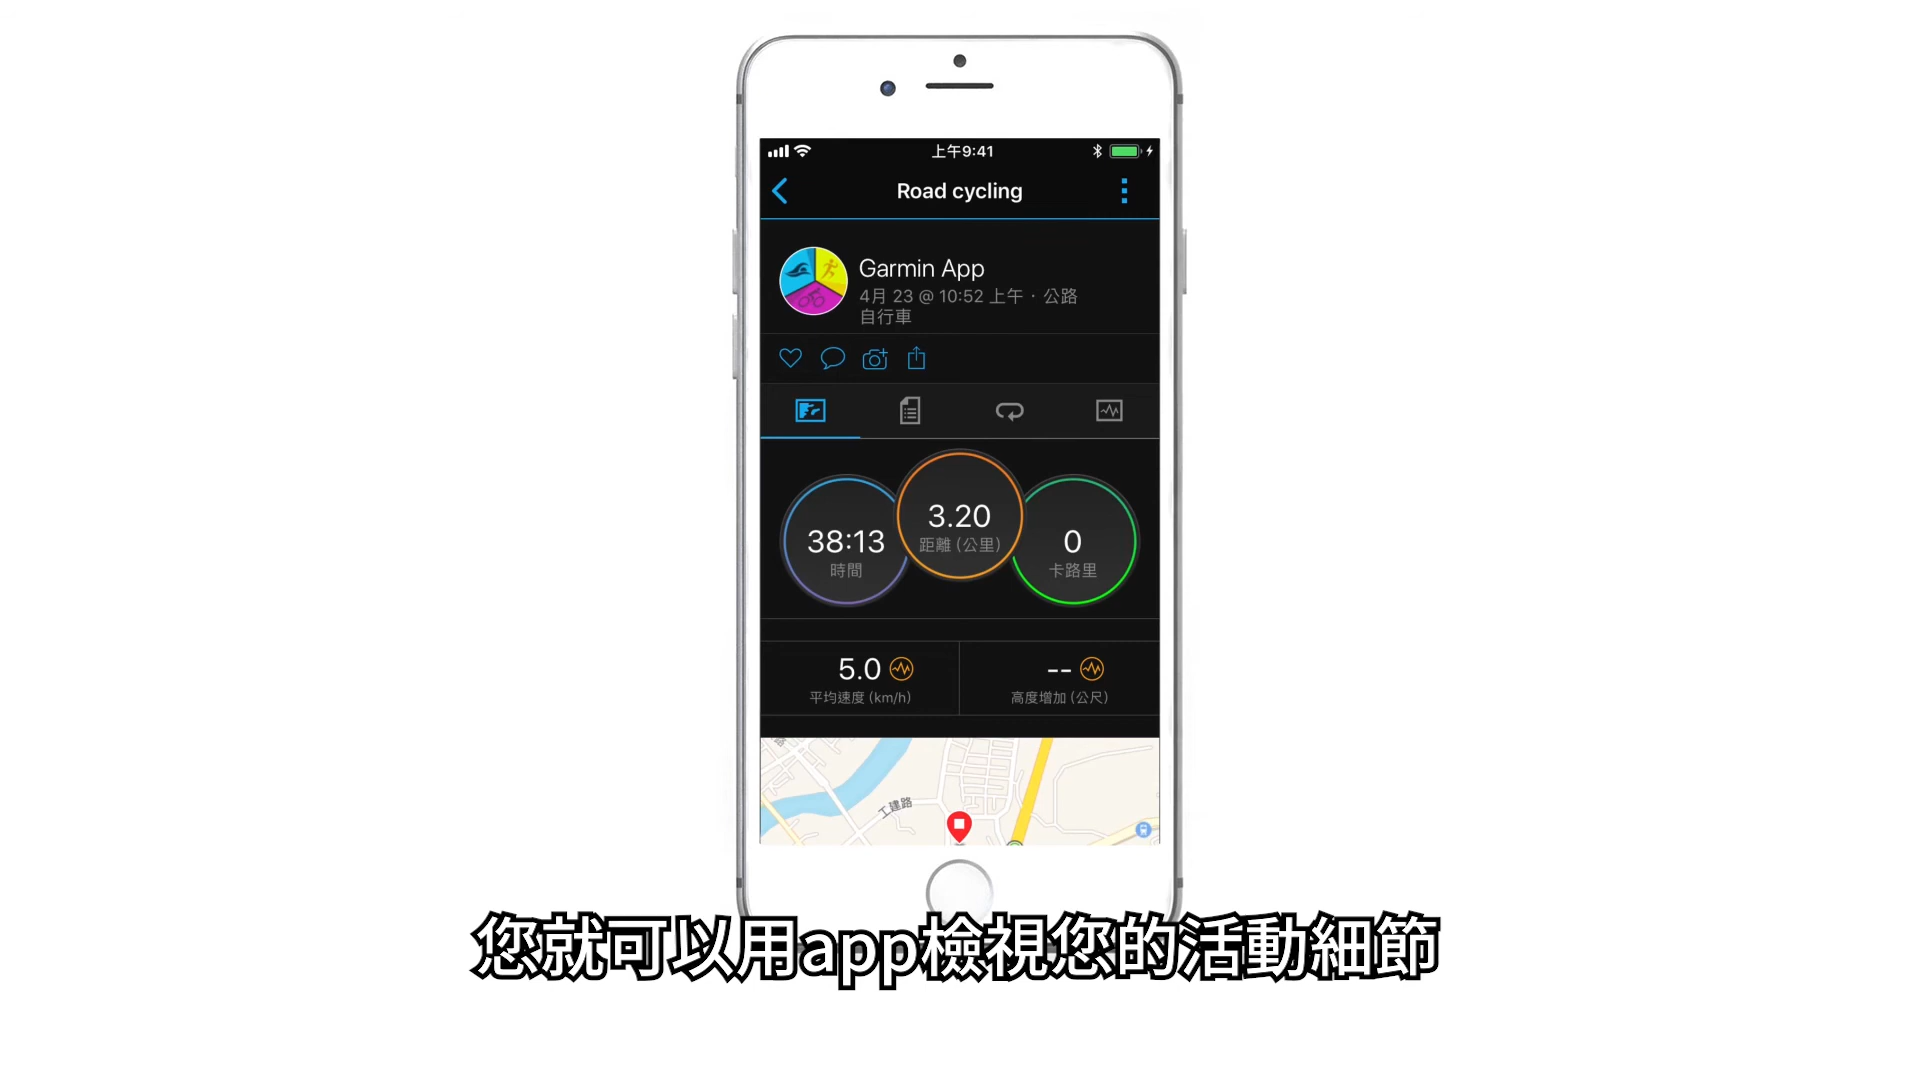 上午9:41
Road cycling
Garmin App
4月 23 @ 10:52 上午 · 公路
自行車
38:13
時間
3.20
距離 (公里)
0
卡路里
5.0
平均速度 (km/h)
--
高度增加 (公尺)
工建路
您就可以用app檢視您的活動細節